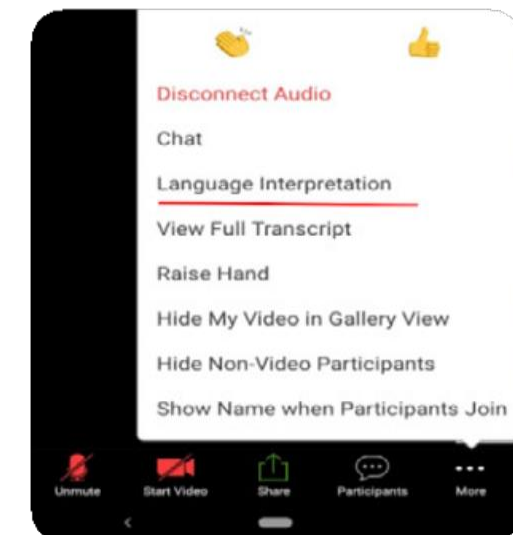 Disconnect Audio
Chat
Language Interpretation
View Full Transcript
Raise Hand
Hide My Video in Gallery View
Hide Non-Video Participants
Show Name when Participants Join
Unmute Start Video Share Participants More